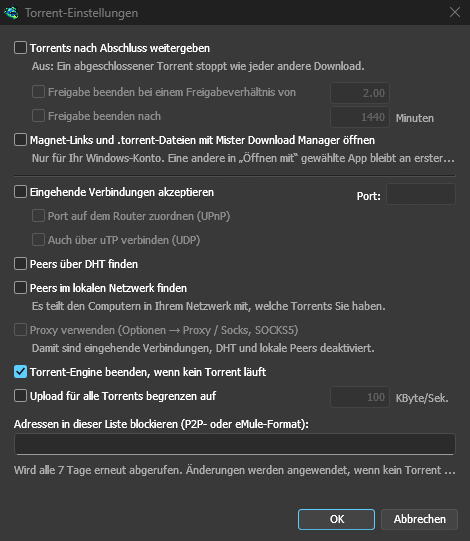 Torrent-Einstellungen
Torrents nach Abschluss weitergeben
Aus: Ein abgeschlossener Torrent stoppt wie jeder andere Download.
Freigabe beenden bei einem Freigabeverhältnis von 2.00
Freigabe beenden nach 1440 Minuten
Magnet-Links und .torrent-Dateien mit Mister Download Manager öffnen
Nur für Ihr Windows-Konto. Eine andere in „Öffnen mit“ gewählte App bleibt an erster...
Eingehende Verbindungen akzeptieren Port:
Port auf dem Router zuordnen (UPnP)
Auch über uTP verbinden (UDP)
Peers über DHT finden
Peers im lokalen Netzwerk finden
Es teilt den Computern in Ihrem Netzwerk mit, welche Torrents Sie haben.
Proxy verwenden (Optionen → Proxy / Socks, SOCKS5)
Damit sind eingehende Verbindungen, DHT und lokale Peers deaktiviert.
Torrent-Engine beenden, wenn kein Torrent läuft
Upload für alle Torrents begrenzen auf 100 KByte/Sek.
Adressen in dieser Liste blockieren (P2P- oder eMule-Format):
Wird alle 7 Tage erneut abgerufen. Änderungen werden angewendet, wenn kein Torrent ...
OK Abbrechen